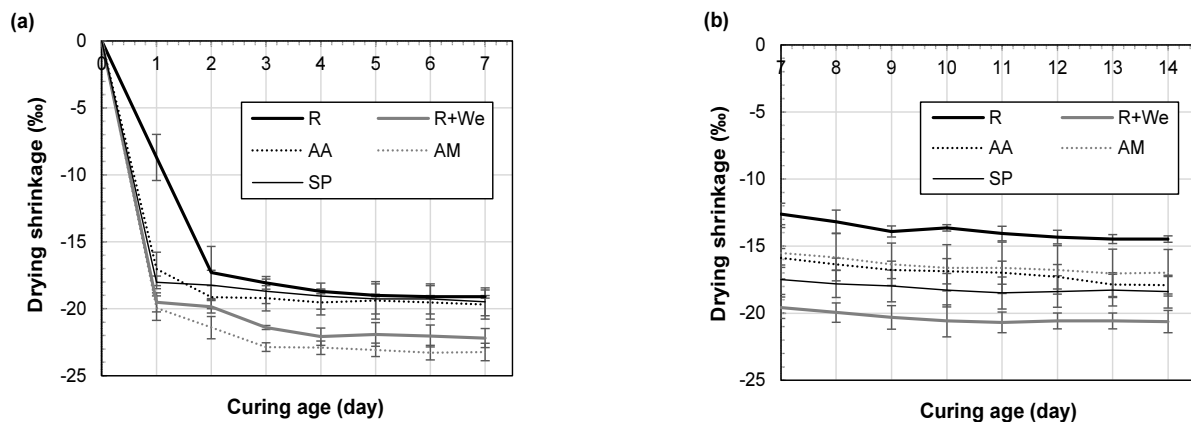 (a)
Drying shrinkage (‰)
0
-5
-10
-15
-20
-25
0 1 2 3 4 5 6 7
R R+We
AA AM
SP
Curing age (day)
(b)
Drying shrinkage (‰)
0
-5
-10
-15
-20
-25
7 8 9 10 11 12 13 14
R R+We
AA AM
SP
Curing age (day)